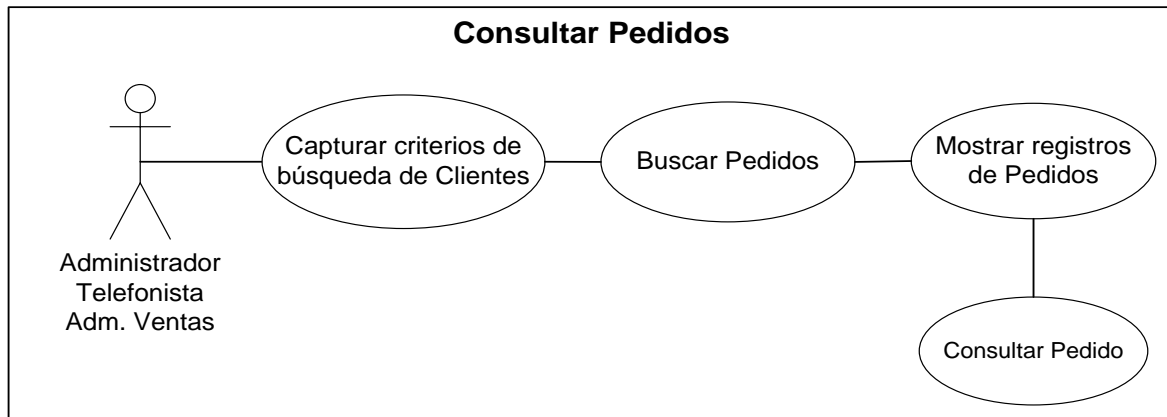 Consultar Pedidos
Capturar criterios de
búsqueda de Clientes
Buscar Pedidos
Mostrar registros
de Pedidos
Administrador
Telefonista
Adm. Ventas
Consultar Pedido